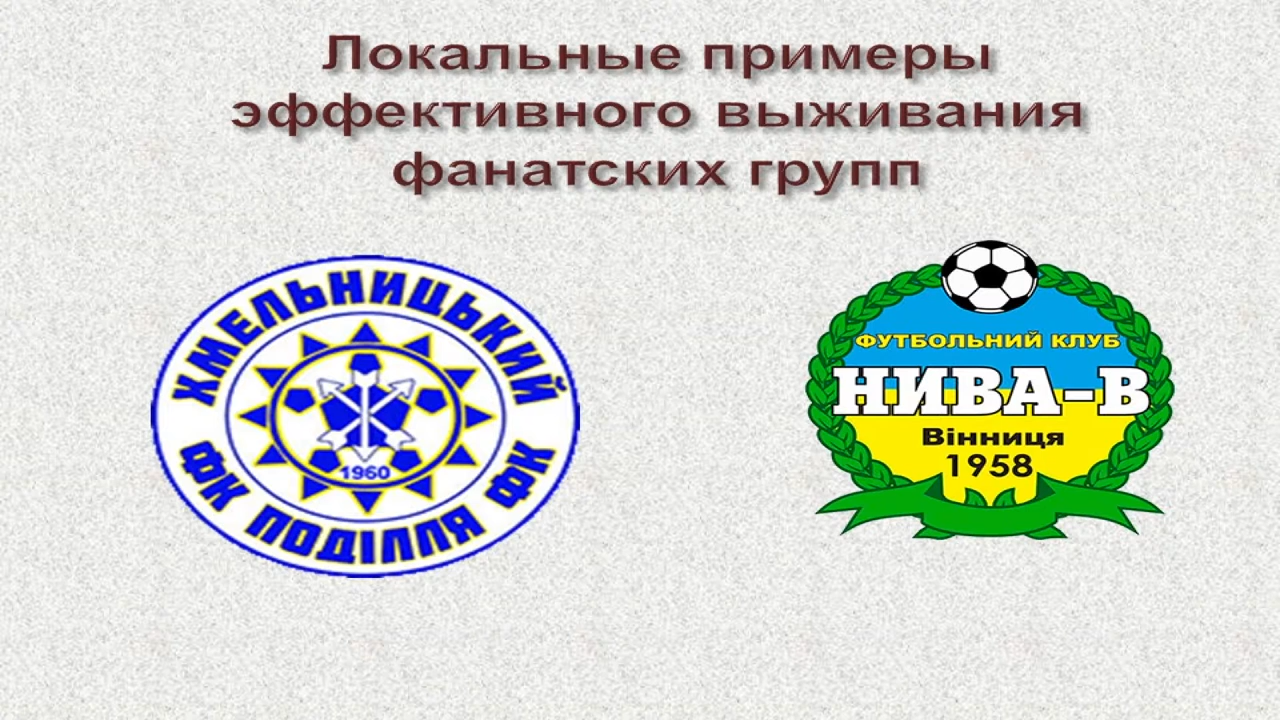 Локальные примеры
эффективного выживания
фанатских групп
ХМЕЛЬНИЦЬКИЙ
1960
ФК ПОДІЛЛЯ ФК
ФУТБОЛЬНИЙ КЛУБ
НИВА-В
Вінниця
1958